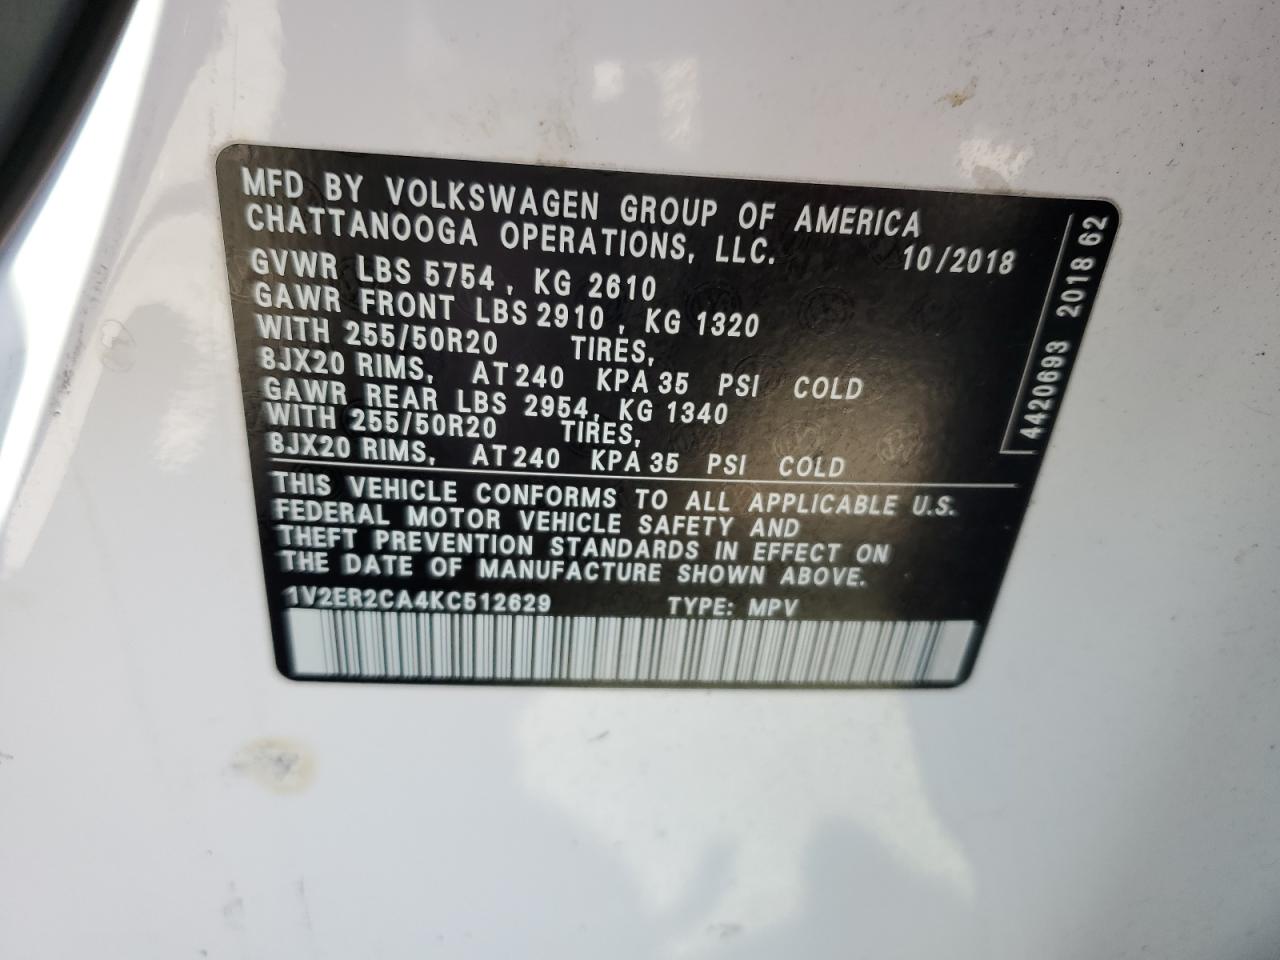 MFD BY VOLKSWAGEN GROUP OF AMERICA
CHATTANOOGA OPERATIONS, LLC. 10/2018
GVWR LBS 5754, KG 2610
GAWR FRONT LBS 2910, KG 1320
WITH 255/50R20 TIRES,
8JX20 RIMS, AT 240 KPA 35 PSI COLD
GAWR REAR LBS 2954, KG 1340
WITH 255/50R20 TIRES,
8JX20 RIMS, AT 240 KPA 35 PSI COLD
THIS VEHICLE CONFORMS TO ALL APPLICABLE U.S.
FEDERAL MOTOR VEHICLE SAFETY AND
THEFT PREVENTION STANDARDS IN EFFECT ON
THE DATE OF MANUFACTURE SHOWN ABOVE.
1V2ER2CA4KC512629 TYPE: MPV
4420693 2018 62